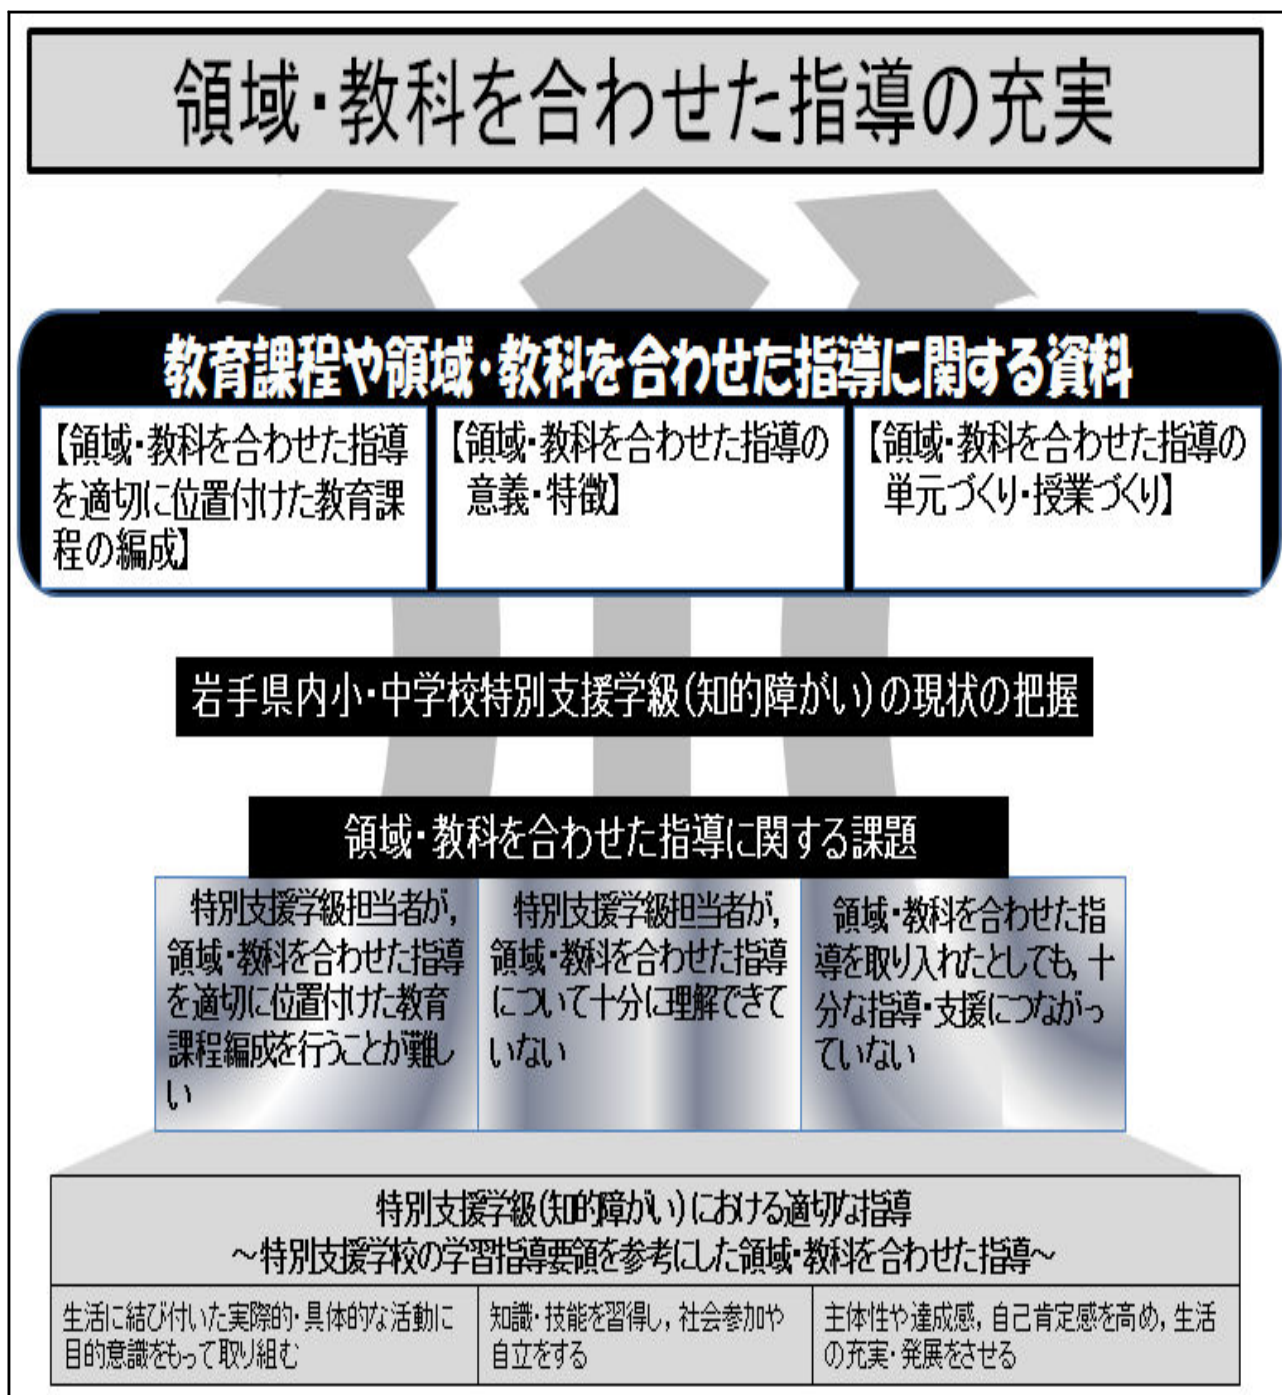 領域・教科を合わせた指導の充実
教育課程や領域・教科を合わせた指導に関する資料
【領域・教科を合わせた指導
を適切に位置付けた教育課
程の編成】
【領域・教科を合わせた指導の
意義・特徴】
【領域・教科を合わせた指導の
単元づくり・授業づくり】
岩手県内小・中学校特別支援学級(知的障がい)の現状の把握
領域・教科を合わせた指導に関する課題
特別支援学級担当者が,
領域・教科を合わせた指導
を適切に位置付けた教育
課程編成を行うことが難し
い
特別支援学級担当者が,
領域・教科を合わせた指導
について十分に理解できて
いない
領域・教科を合わせた指
導を取り入れたとしても, 十
分な指導・支援につながっ
ていない
特別支援学級(知的障がい)における適切な指導
～特別支援学校の学習指導要領を参考にした領域・教科を合わせた指導～
生活に結び付いた実際的・具体的な活動に
目的意識をもって取り組む
知識・技能を習得し, 社会参加や
自立をする
主体性や達成感, 自己肯定感を高め, 生活
の充実・発展をさせる